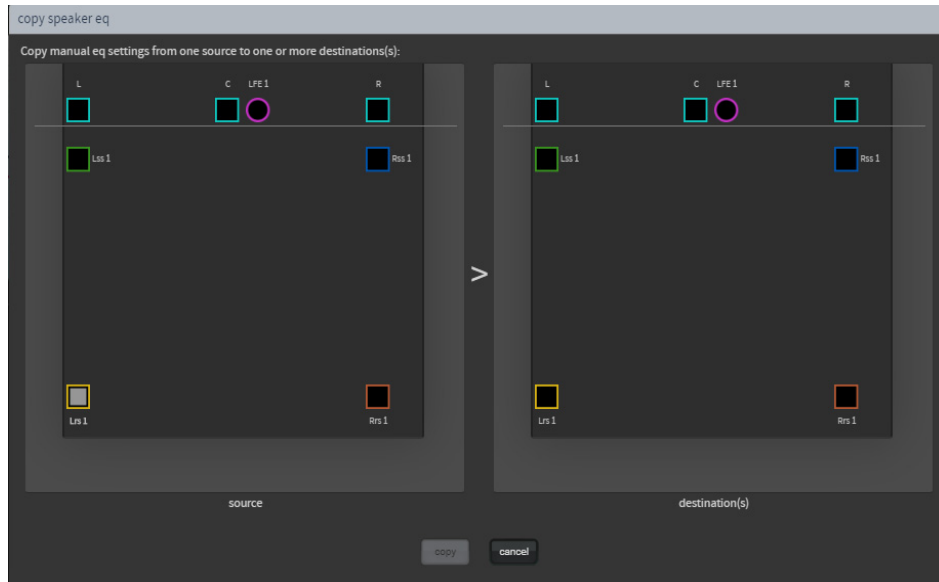 copy speaker eq
Copy manual eq settings from one source to one or more destinations(s):
L C LFE 1 R
Lss 1 Rss 1
Lrs 1 Rrs 1
source
>
L C LFE 1 R
Lss 1 Rss 1
Lrs 1 Rrs 1
destination(s)
copy cancel